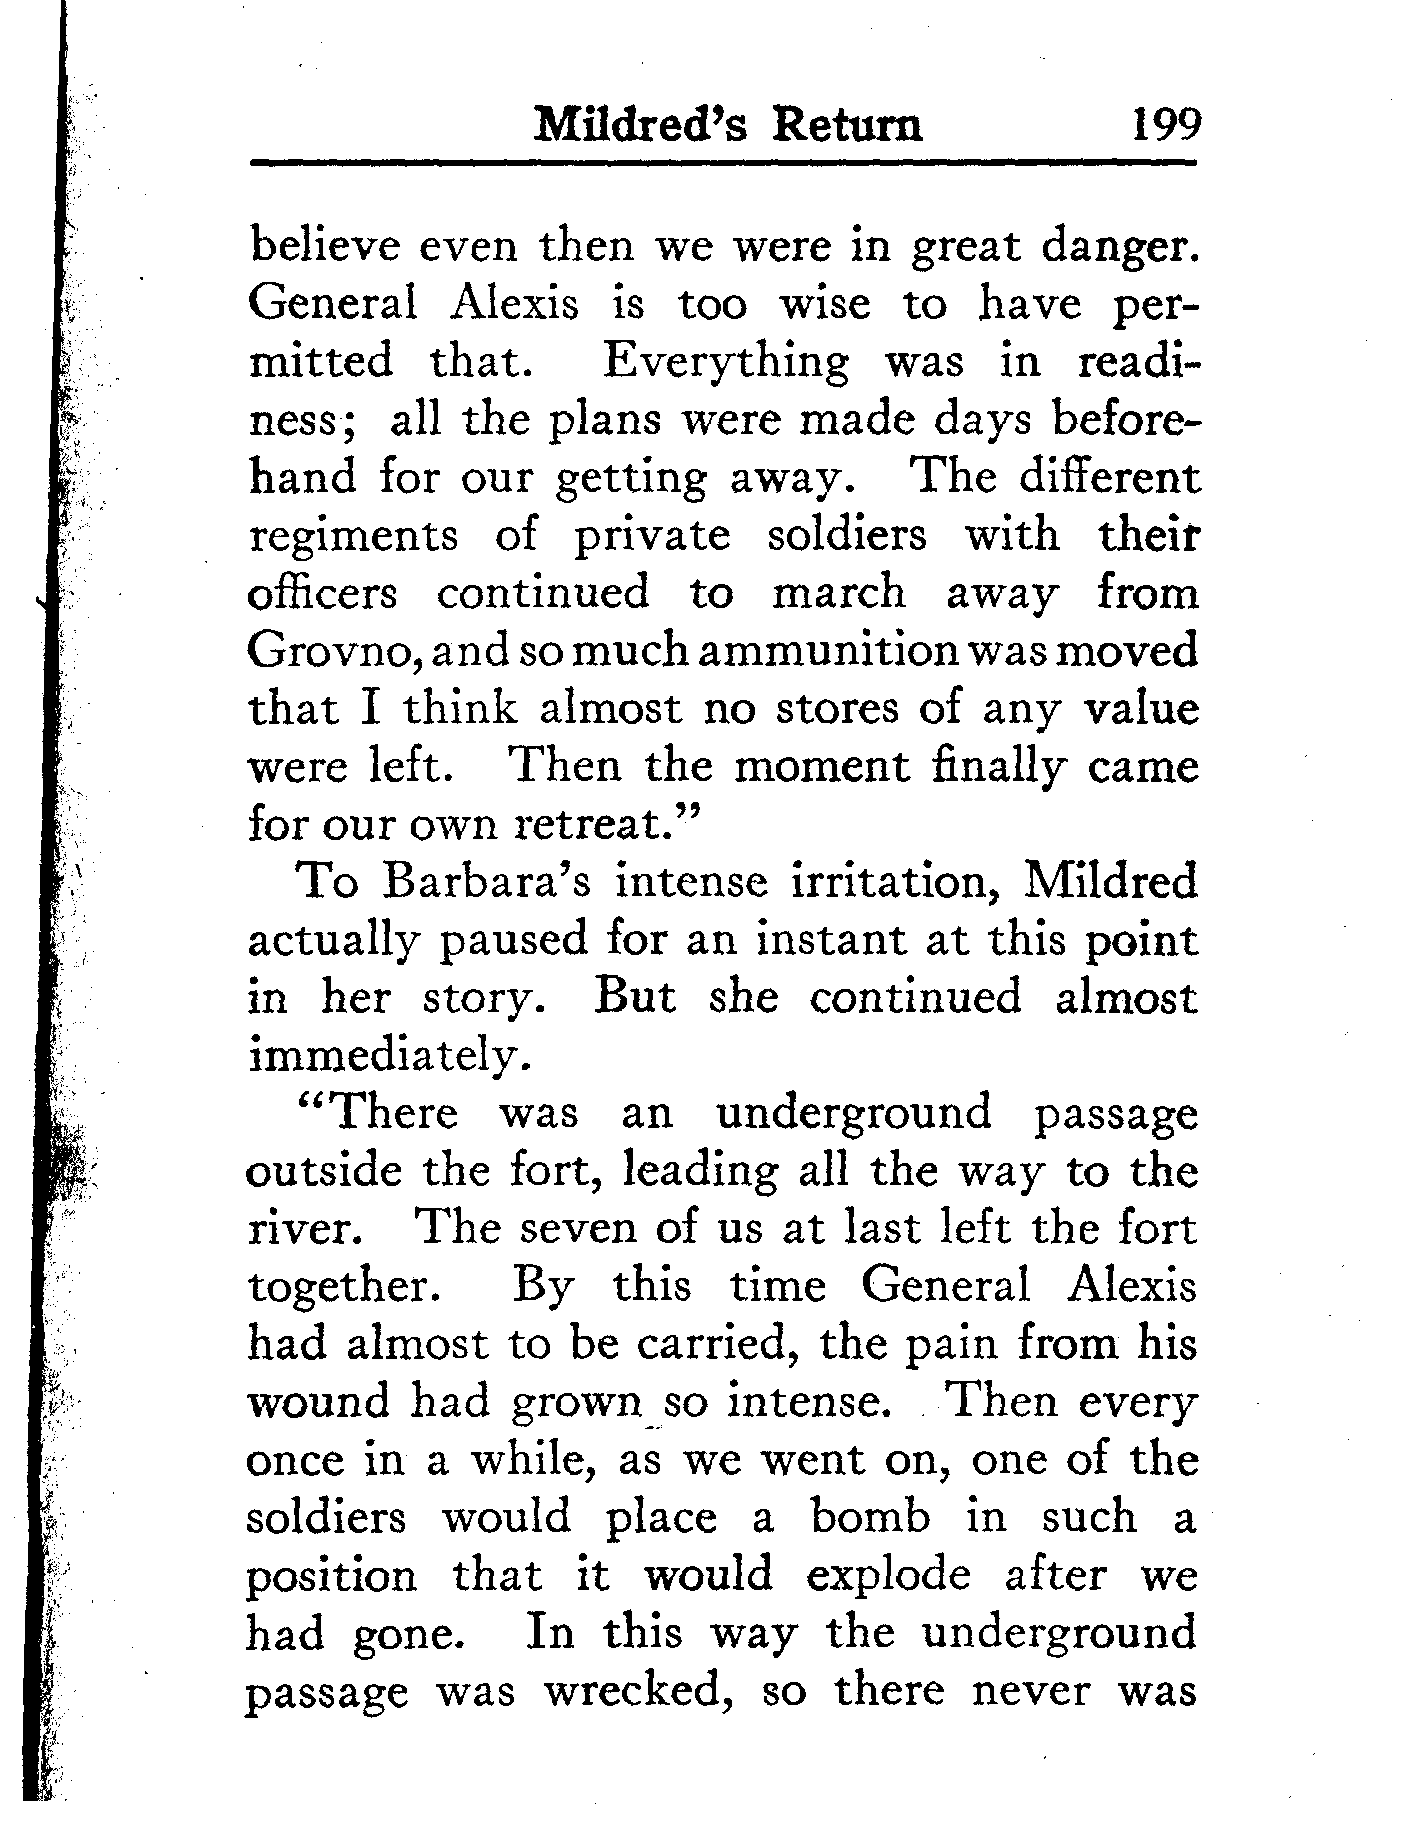 Mildred's Return 199
believe even then we were in great danger.
General Alexis is too wise to have per-
mitted that. Everything was in readi-
ness; all the plans were made days before-
hand for our getting away. The different
regiments of private soldiers with their
officers continued to march away from
Grovno, and so much ammunition was moved
that I think almost no stores of any value
were left. Then the moment finally came
for our own retreat."
To Barbara's intense irritation, Mildred
actually paused for an instant at this point
in her story. But she continued almost
immediately.
"There was an underground passage
outside the fort, leading all the way to the
river. The seven of us at last left the fort
together. By this time General Alexis
had almost to be carried, the pain from his
wound had grown so intense. Then every
once in a while, as we went on, one of the
soldiers would place a bomb in such a
position that it would explode after we
had gone. In this way the underground
passage was wrecked, so there never was